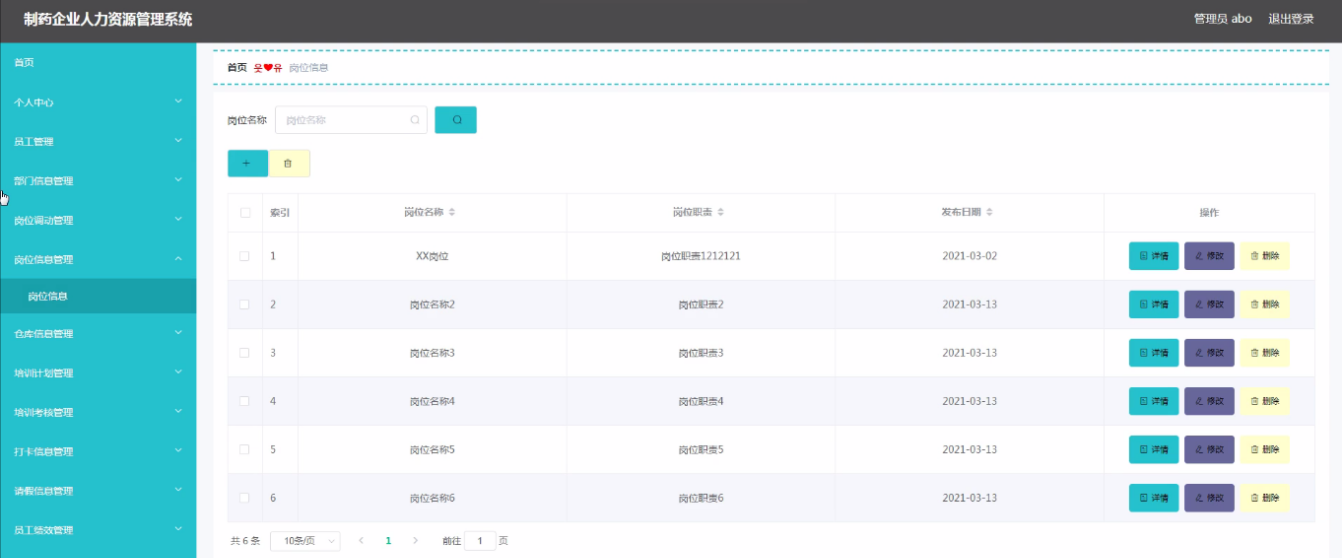 制药企业人力资源管理系统
管理员 abo 退出登录
首页
个人中心
员工管理
部门信息管理
岗位调动管理
岗位信息管理
岗位信息
仓库信息管理
培训计划管理
培训考核管理
打卡信息管理
请假信息管理
员工绩效管理
首页 웃❤유 岗位信息
岗位名称 岗位名称
索引 岗位名称 岗位职责 发布日期 操作
1 XX岗位 岗位职责1212121 2021-03-02 详情 修改 删除
2 岗位名称2 岗位职责2 2021-03-13 详情 修改 删除
3 岗位名称3 岗位职责3 2021-03-13 详情 修改 删除
4 岗位名称4 岗位职责4 2021-03-13 详情 修改 删除
5 岗位名称5 岗位职责5 2021-03-13 详情 修改 删除
6 岗位名称6 岗位职责6 2021-03-13 详情 修改 删除
共 6 条 10条/页 1 前往 1 页